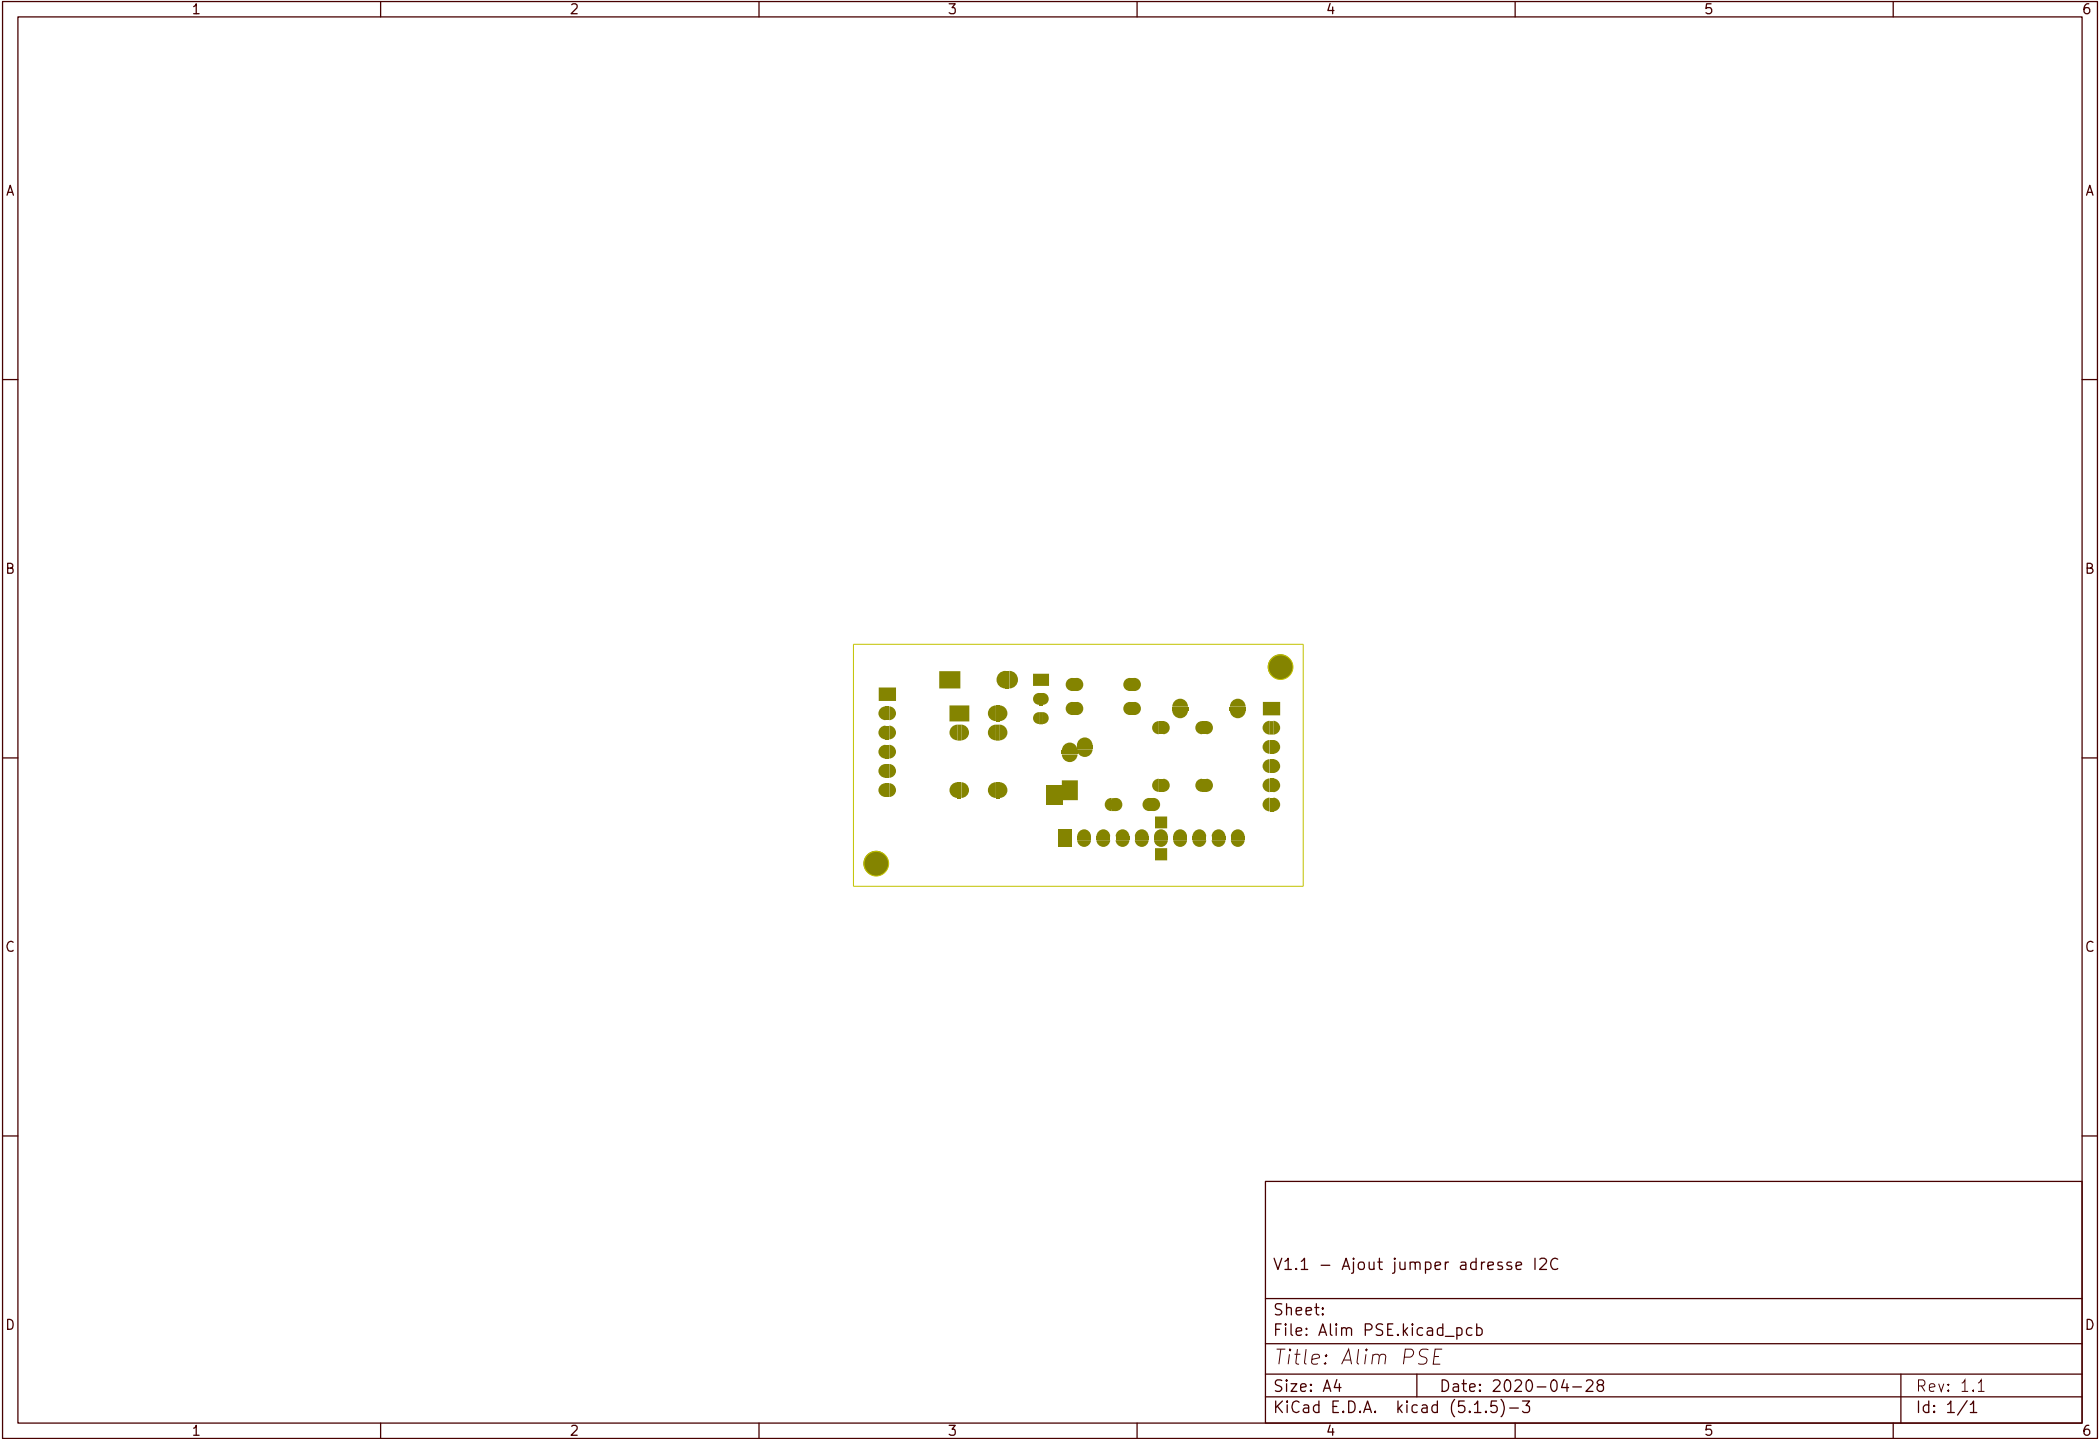 1 2 3 4 5 6
A A
B B
C C
V1.1 − Ajout jumper adresse I2C
Sheet:
File: Alim PSE.kicad_pcb
D D
Title: Alim PSE
Size: A4 Date: 2020−04−28 Rev: 1.1
KiCad E.D.A. kicad (5.1.5)−3 Id: 1/1
1 2 3 4 5 6